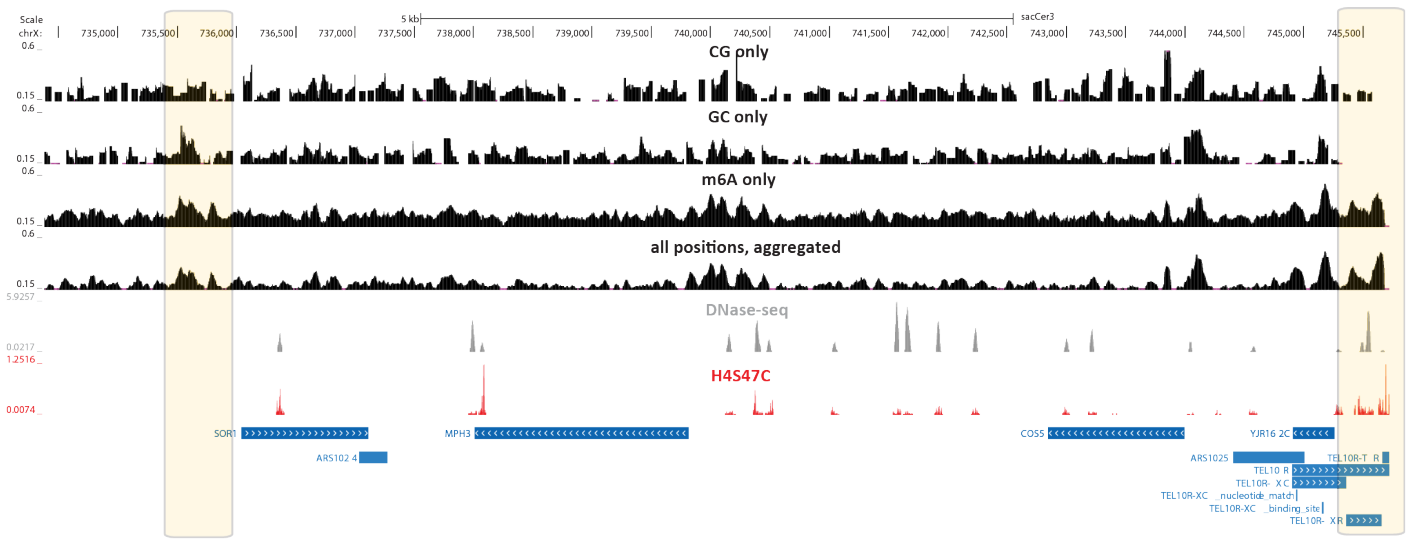 Scale 5 kb sacCer3
chrX: 735,000 735,500 736,000 736,500 737,000 737,500 738,000 738,500 739,000 739,500 740,000 740,500 741,000 741,500 742,000 742,500 743,000 743,500 744,000 744,500 745,000 745,500
0.6 _
CG only
0.15 _
0.6 _
GC only
0.15 _
0.6 _
m6A only
0.15 _
0.6 _
all positions, aggregated
0.15 _
5.9257 _
DNase-seq
0.0217 _
1.2516 _
H4S47C
0.0074 _
SOR1 MPH3 COS5 YJR16 2C
ARS102 4 ARS1025 TEL10R-T R
TEL10 R
TEL10R- XC
TEL10R-XC _nucleotide_match
TEL10R-XC _binding_site
TEL10R- XR